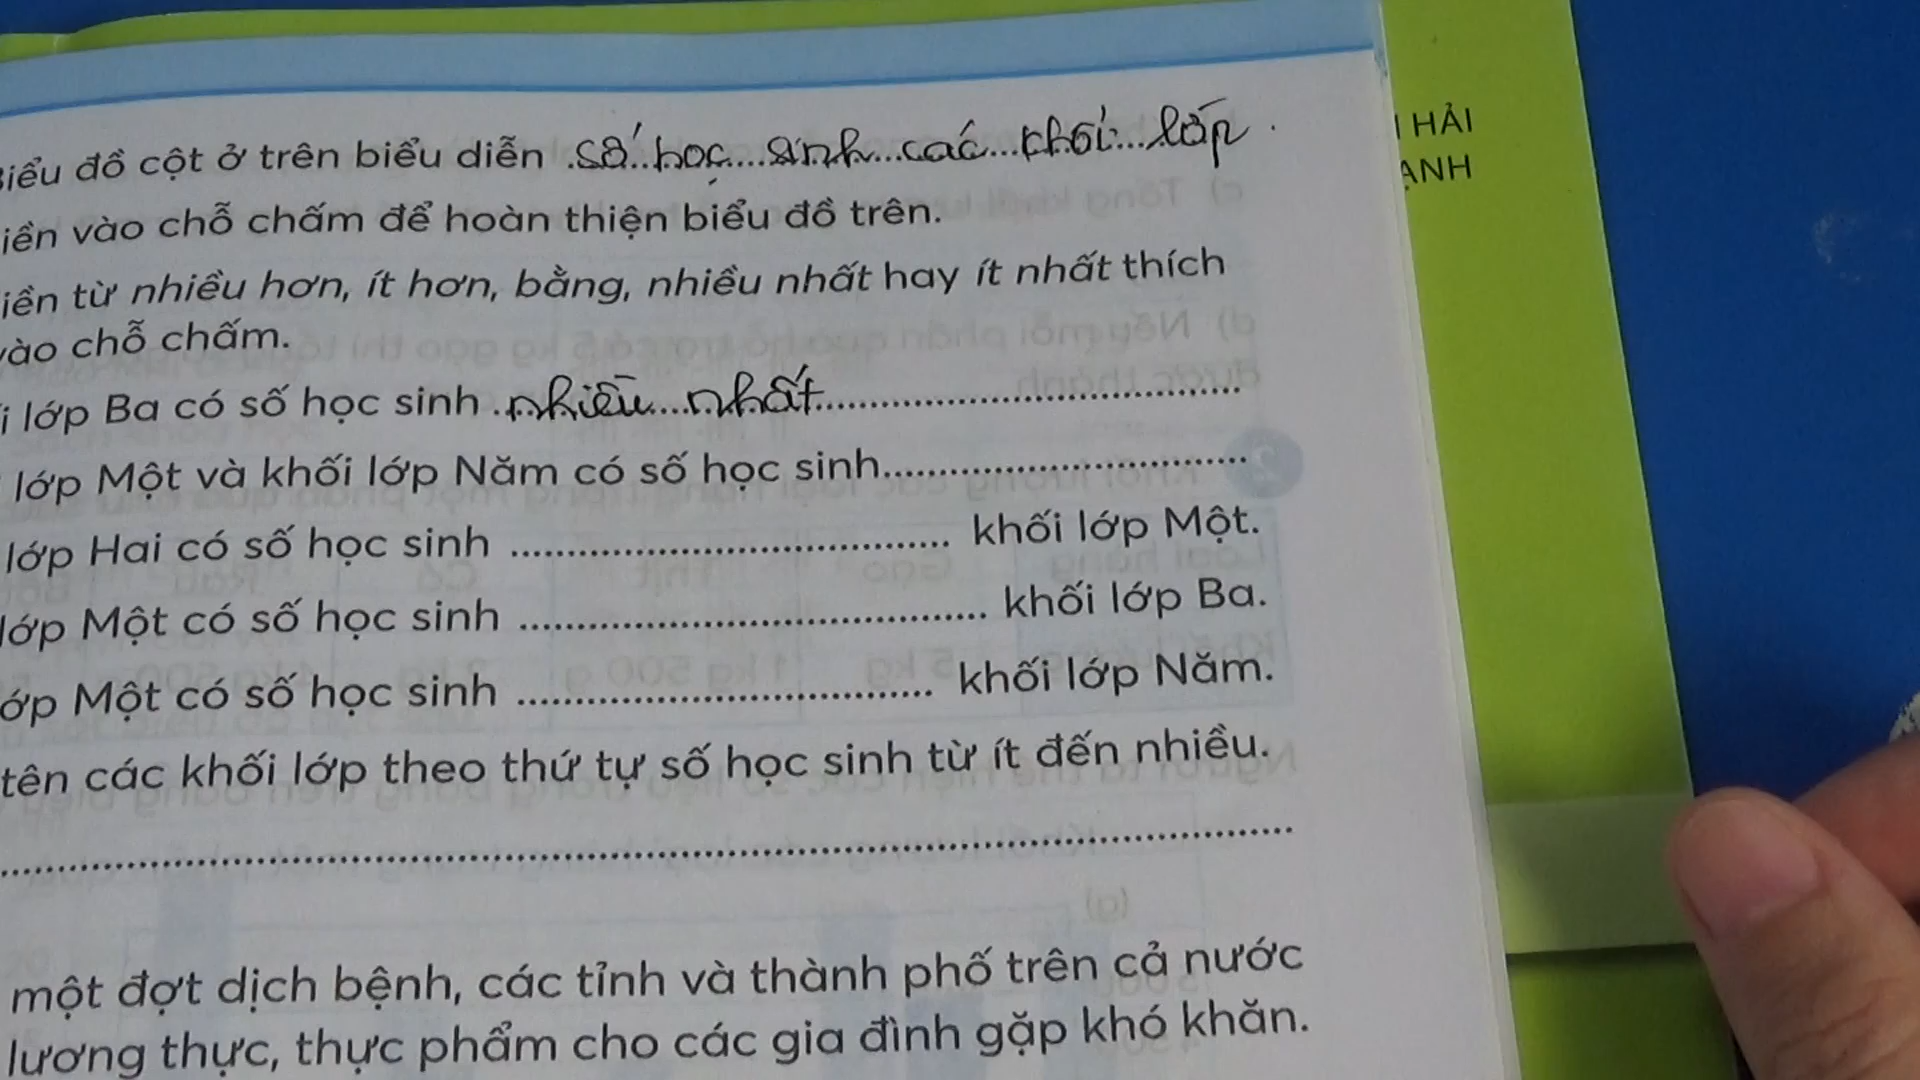 iểu đồ cột ở trên biểu diễn số học sinh các khối lớp.
iền vào chỗ chấm để hoàn thiện biểu đồ trên.
iền từ nhiều hơn, ít hơn, bằng, nhiều nhất hay ít nhất thích
vào chỗ chấm.
i lớp Ba có số học sinh nhiều nhất
lớp Một và khối lớp Năm có số học sinh
lớp Hai có số học sinh khối lớp Một.
lớp Một có số học sinh khối lớp Ba.
ớp Một có số học sinh khối lớp Năm.
tên các khối lớp theo thứ tự số học sinh từ ít đến nhiều.
một đợt dịch bệnh, các tỉnh và thành phố trên cả nước
lương thực, thực phẩm cho các gia đình gặp khó khăn.
HẢI
ẠNH